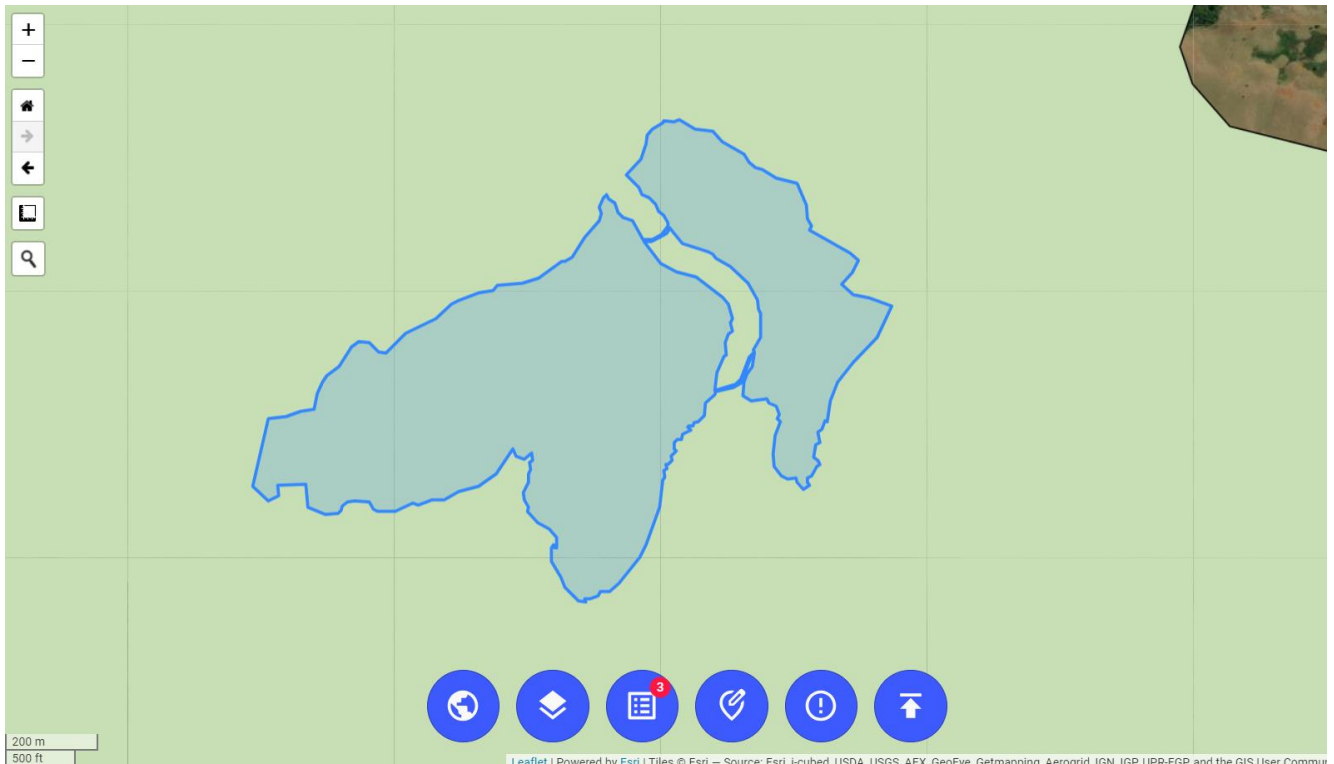 +
−
3
200 m
500 ft
Leaflet | Powered by Esri | Tiles © Esri — Source: Esri, i-cubed, USDA, USGS, AEX, GeoEye, Getmapping, Aerogrid, IGN, IGP, UPR-EGP, and the GIS User Commun